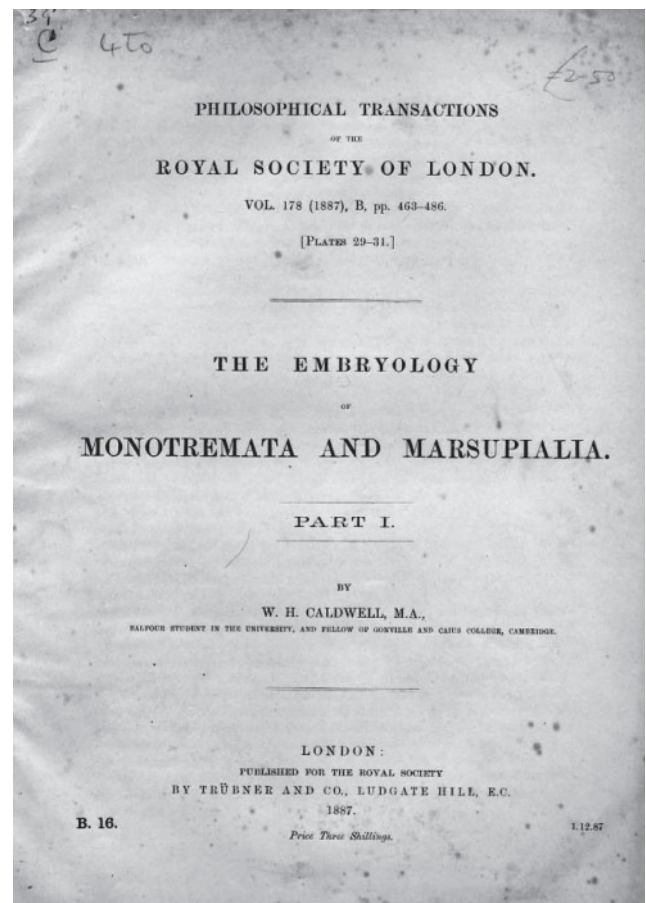 39
C 4to
£2-50
PHILOSOPHICAL TRANSACTIONS
OF THE
ROYAL SOCIETY OF LONDON.
VOL. 178 (1887), B, pp. 463–486.
[PLATES 29–31.]
THE EMBRYOLOGY
OF
MONOTREMATA AND MARSUPIALIA.
PART I.
BY
W. H. CALDWELL, M.A.,
BALFOUR STUDENT IN THE UNIVERSITY, AND FELLOW OF GONVILLE AND CAIUS COLLEGE, CAMBRIDGE.
LONDON:
PUBLISHED FOR THE ROYAL SOCIETY
BY TRÜBNER AND CO., LUDGATE HILL, E.C.
1887.
B. 16.
Price Three Shillings.
1.12.87